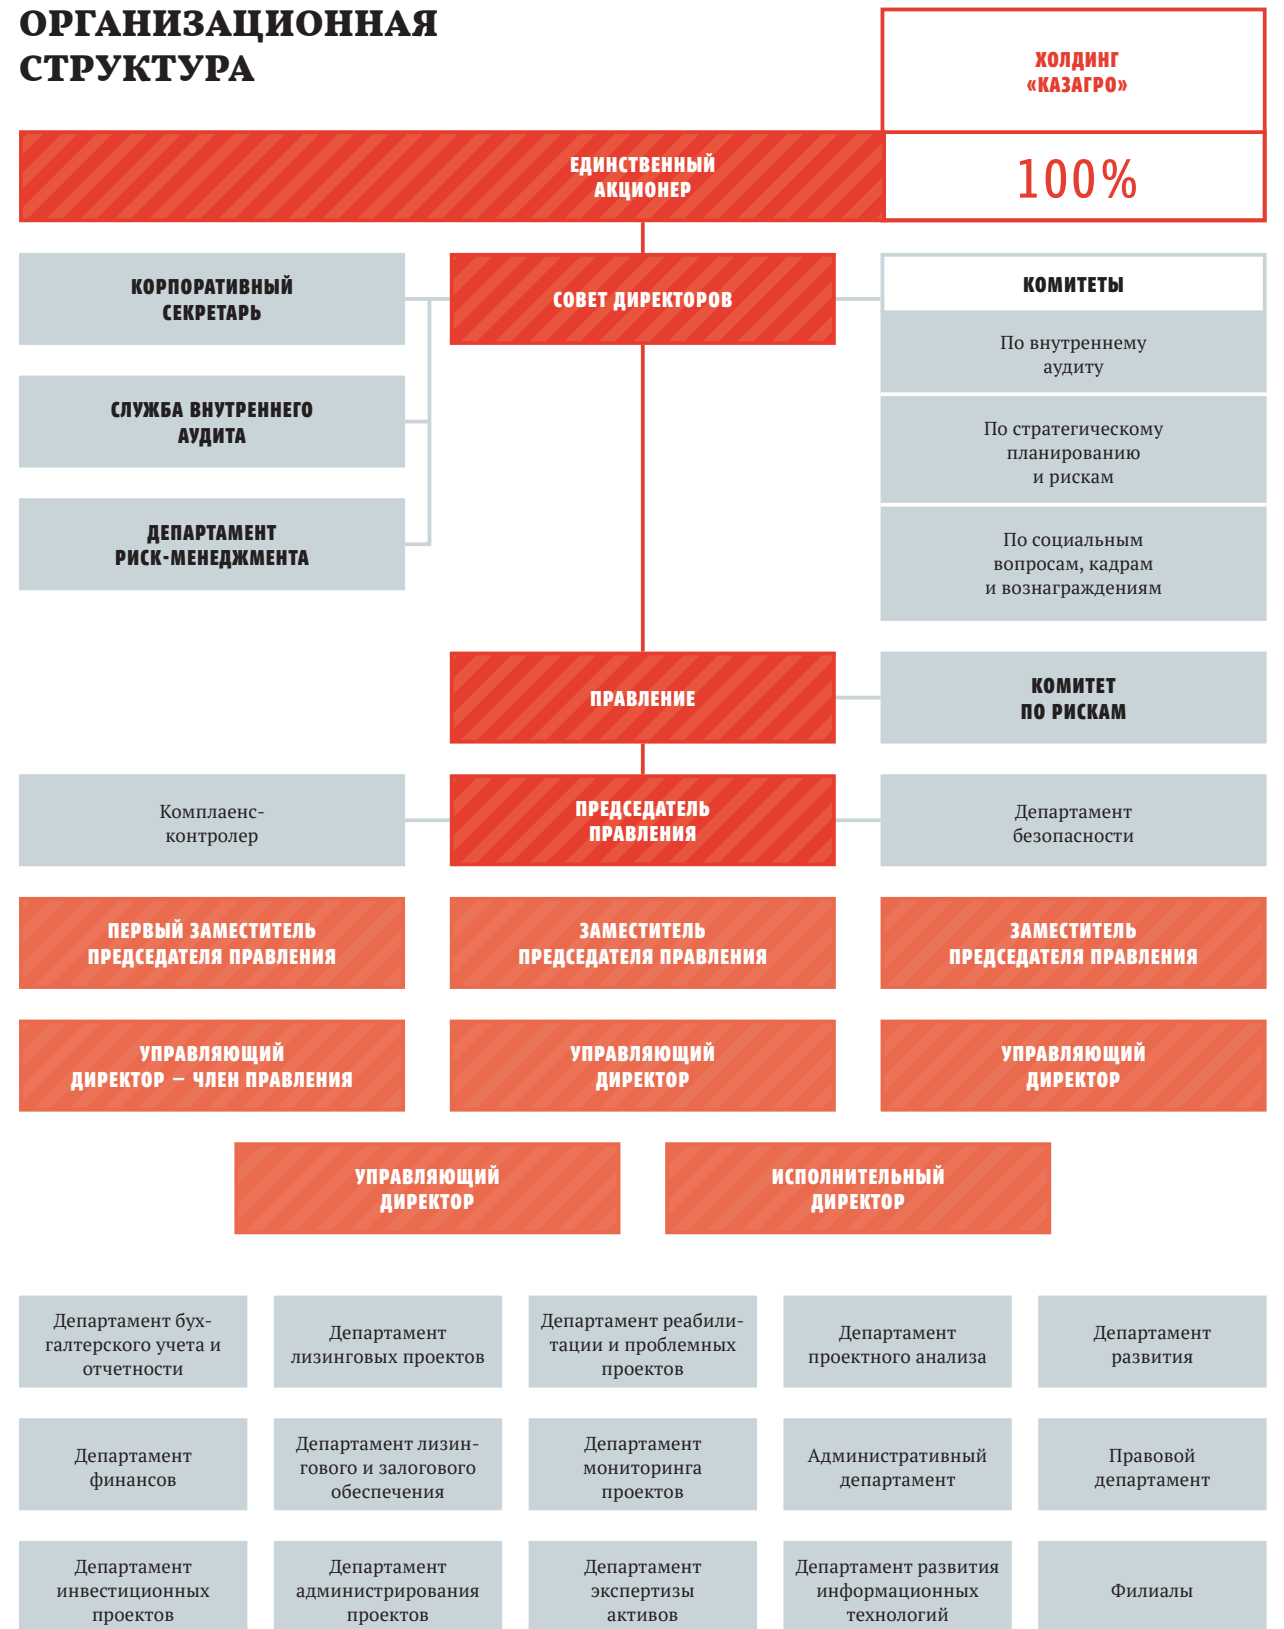 ОРГАНИЗАЦИОННАЯ
СТРУКТУРА
ХОЛДИНГ
«КАЗАГРО»
ЕДИНСТВЕННЫЙ
АКЦИОНЕР
100%
КОРПОРАТИВНЫЙ
СЕКРЕТАРЬ
СОВЕТ ДИРЕКТОРОВ
КОМИТЕТЫ
По внутреннему
аудиту
СЛУЖБА ВНУТРЕННЕГО
АУДИТА
По стратегическому
планированию
и рискам
ДЕПАРТАМЕНТ
РИСК-МЕНЕДЖМЕНТА
По социальным
вопросам, кадрам
и вознаграждениям
ПРАВЛЕНИЕ
КОМИТЕТ
ПО РИСКАМ
Комплаенс-
контролер
ПРЕДСЕДАТЕЛЬ
ПРАВЛЕНИЯ
Департамент
безопасности
ПЕРВЫЙ ЗАМЕСТИТЕЛЬ
ПРЕДСЕДАТЕЛЯ ПРАВЛЕНИЯ
ЗАМЕСТИТЕЛЬ
ПРЕДСЕДАТЕЛЯ ПРАВЛЕНИЯ
ЗАМЕСТИТЕЛЬ
ПРЕДСЕДАТЕЛЯ ПРАВЛЕНИЯ
УПРАВЛЯЮЩИЙ
ДИРЕКТОР – ЧЛЕН ПРАВЛЕНИЯ
УПРАВЛЯЮЩИЙ
ДИРЕКТОР
УПРАВЛЯЮЩИЙ
ДИРЕКТОР
УПРАВЛЯЮЩИЙ
ДИРЕКТОР
ИСПОЛНИТЕЛЬНЫЙ
ДИРЕКТОР
Департамент бух-
галтерского учета и
отчетности
Департамент
лизинговых проектов
Департамент реабили-
тации и проблемных
проектов
Департамент
проектного анализа
Департамент
развития
Департамент
финансов
Департамент лизин-
гового и залогового
обеспечения
Департамент
мониторинга
проектов
Административный
департамент
Правовой
департамент
Департамент
инвестиционных
проектов
Департамент
администрирования
проектов
Департамент
экспертизы
активов
Департамент развития
информационных
технологий
Филиалы